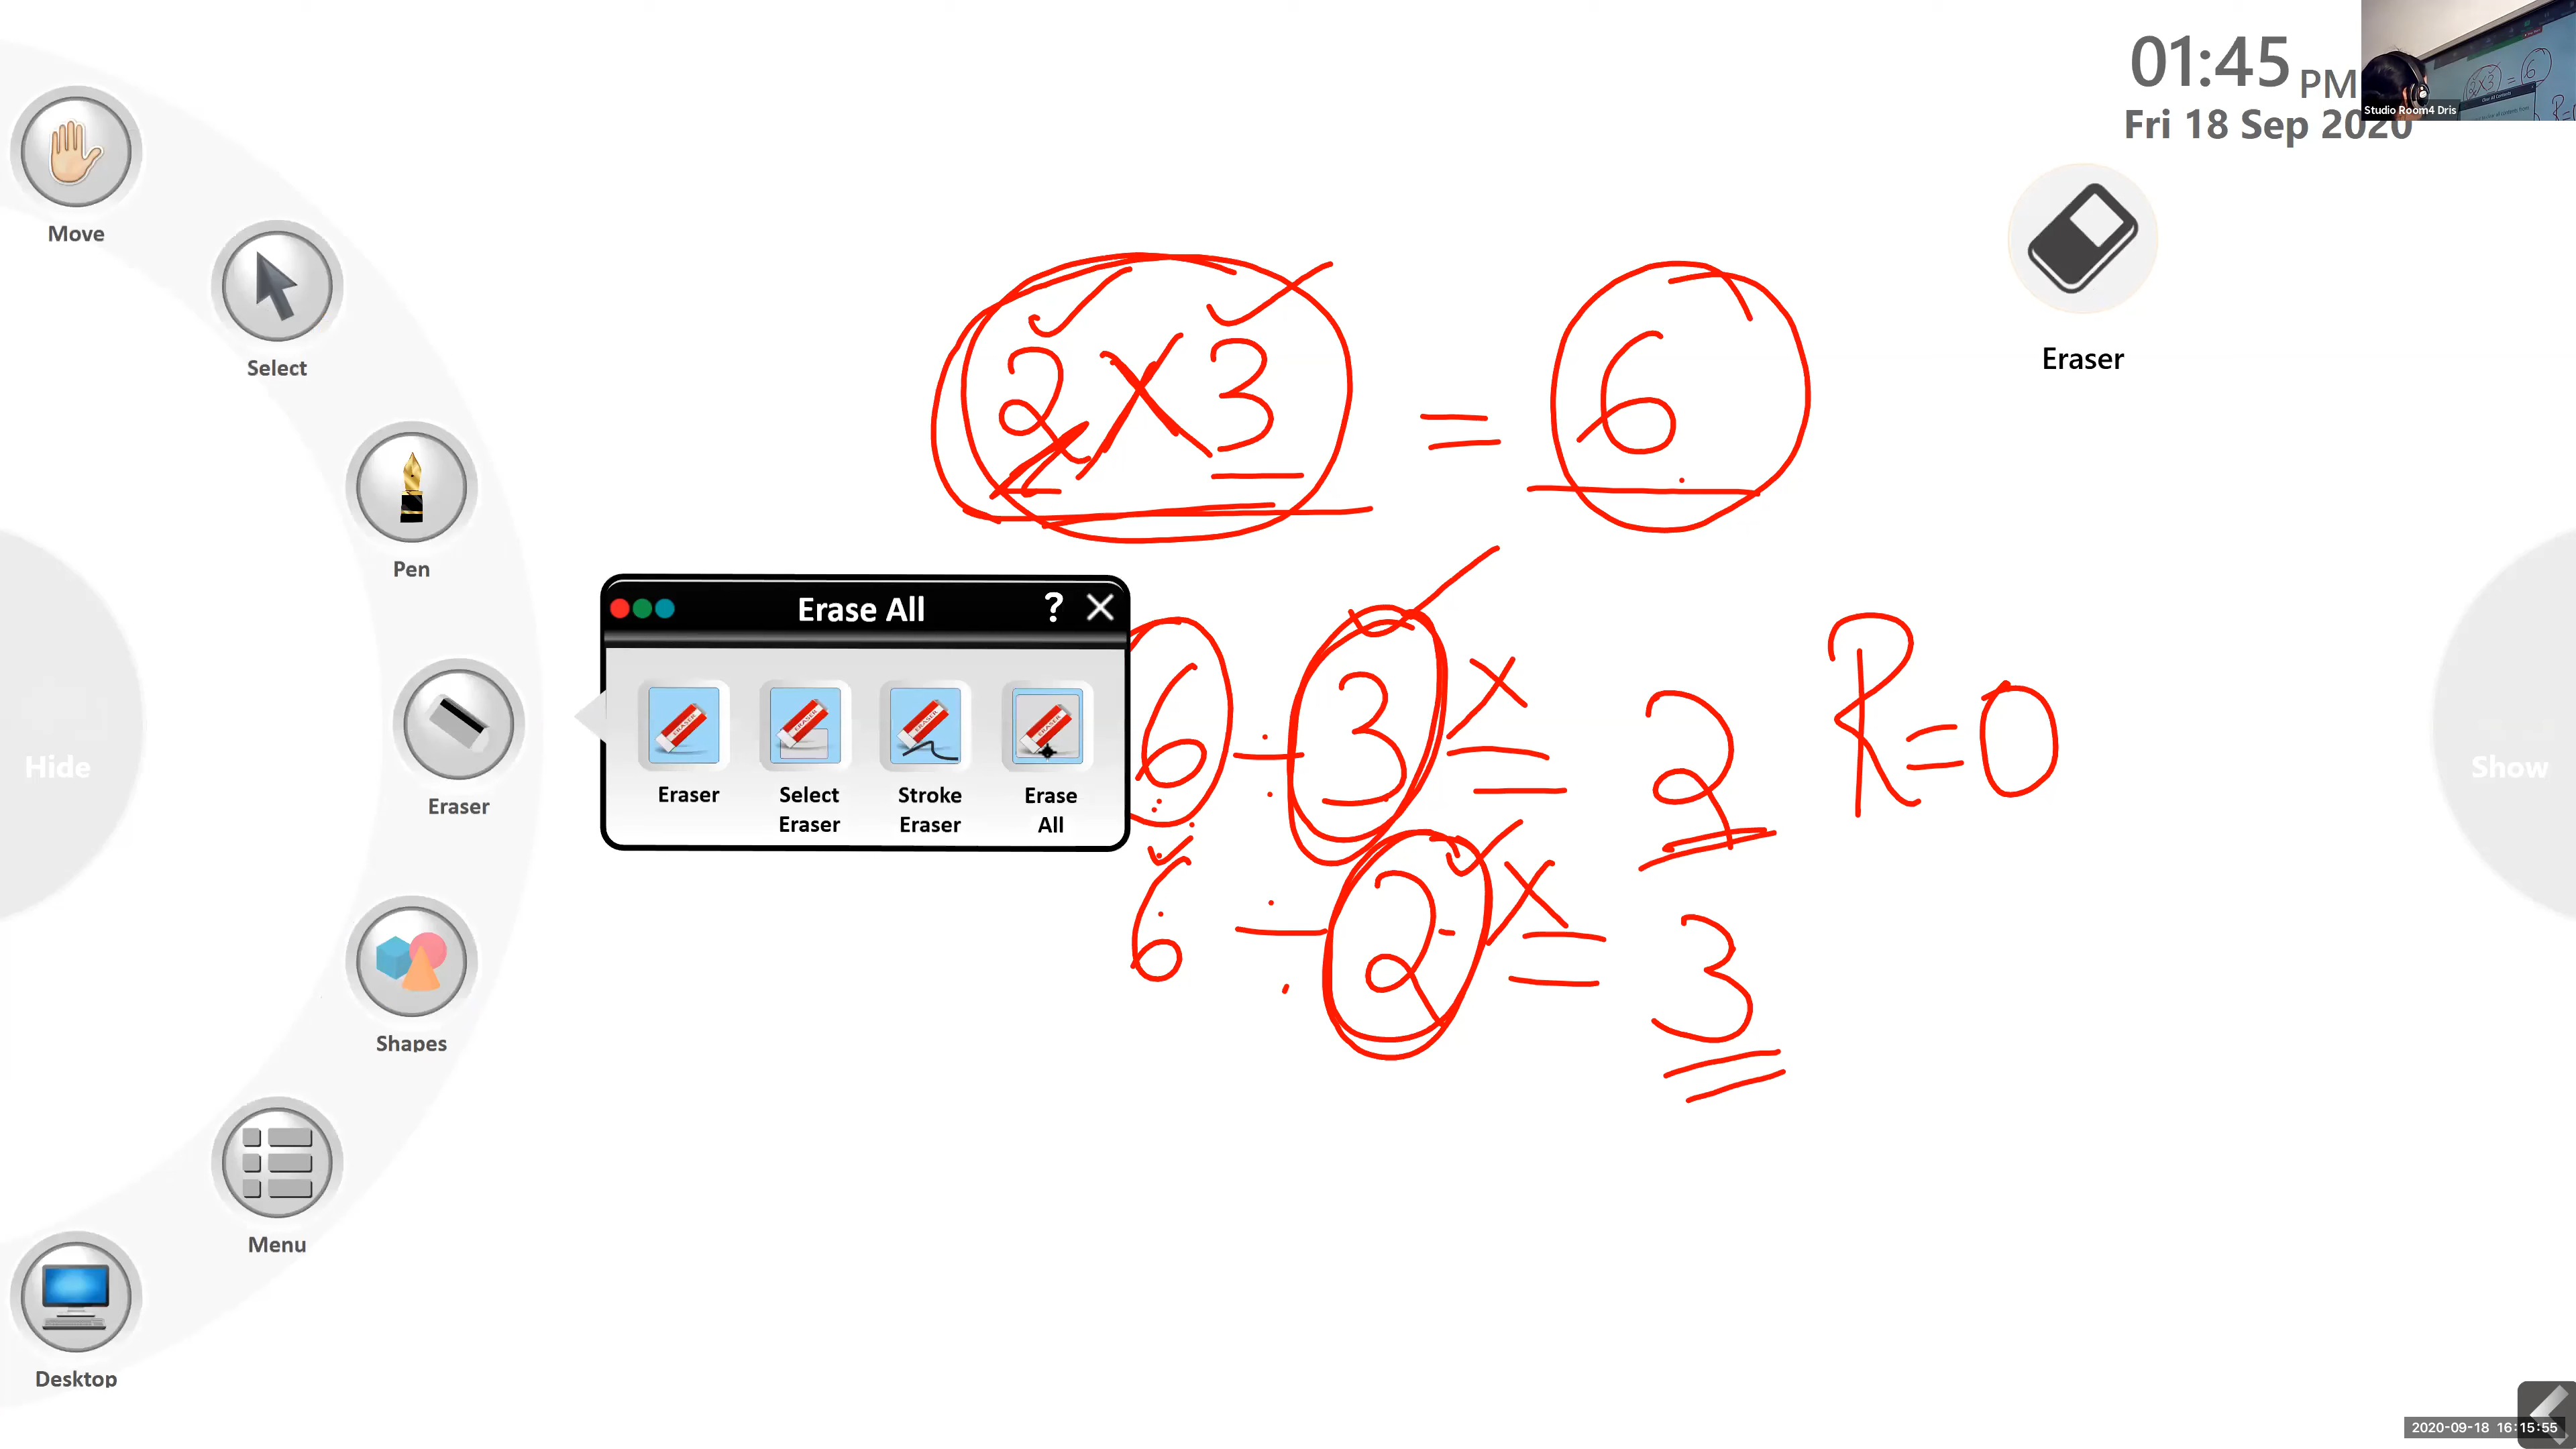 01:45 PM
Fri 18 Sep 2020
Studio Room4 Dris
Move
Select
Pen
Eraser
Shapes
Menu
Desktop
Hide
Show
Eraser
2 × 3 = 6
Erase All ? X
Eraser
Select Eraser
Stroke Eraser
Erase All
6 ÷ 3 = 2 R = 0
6 ÷ 2 = 3
2020-09-18 16:15:55